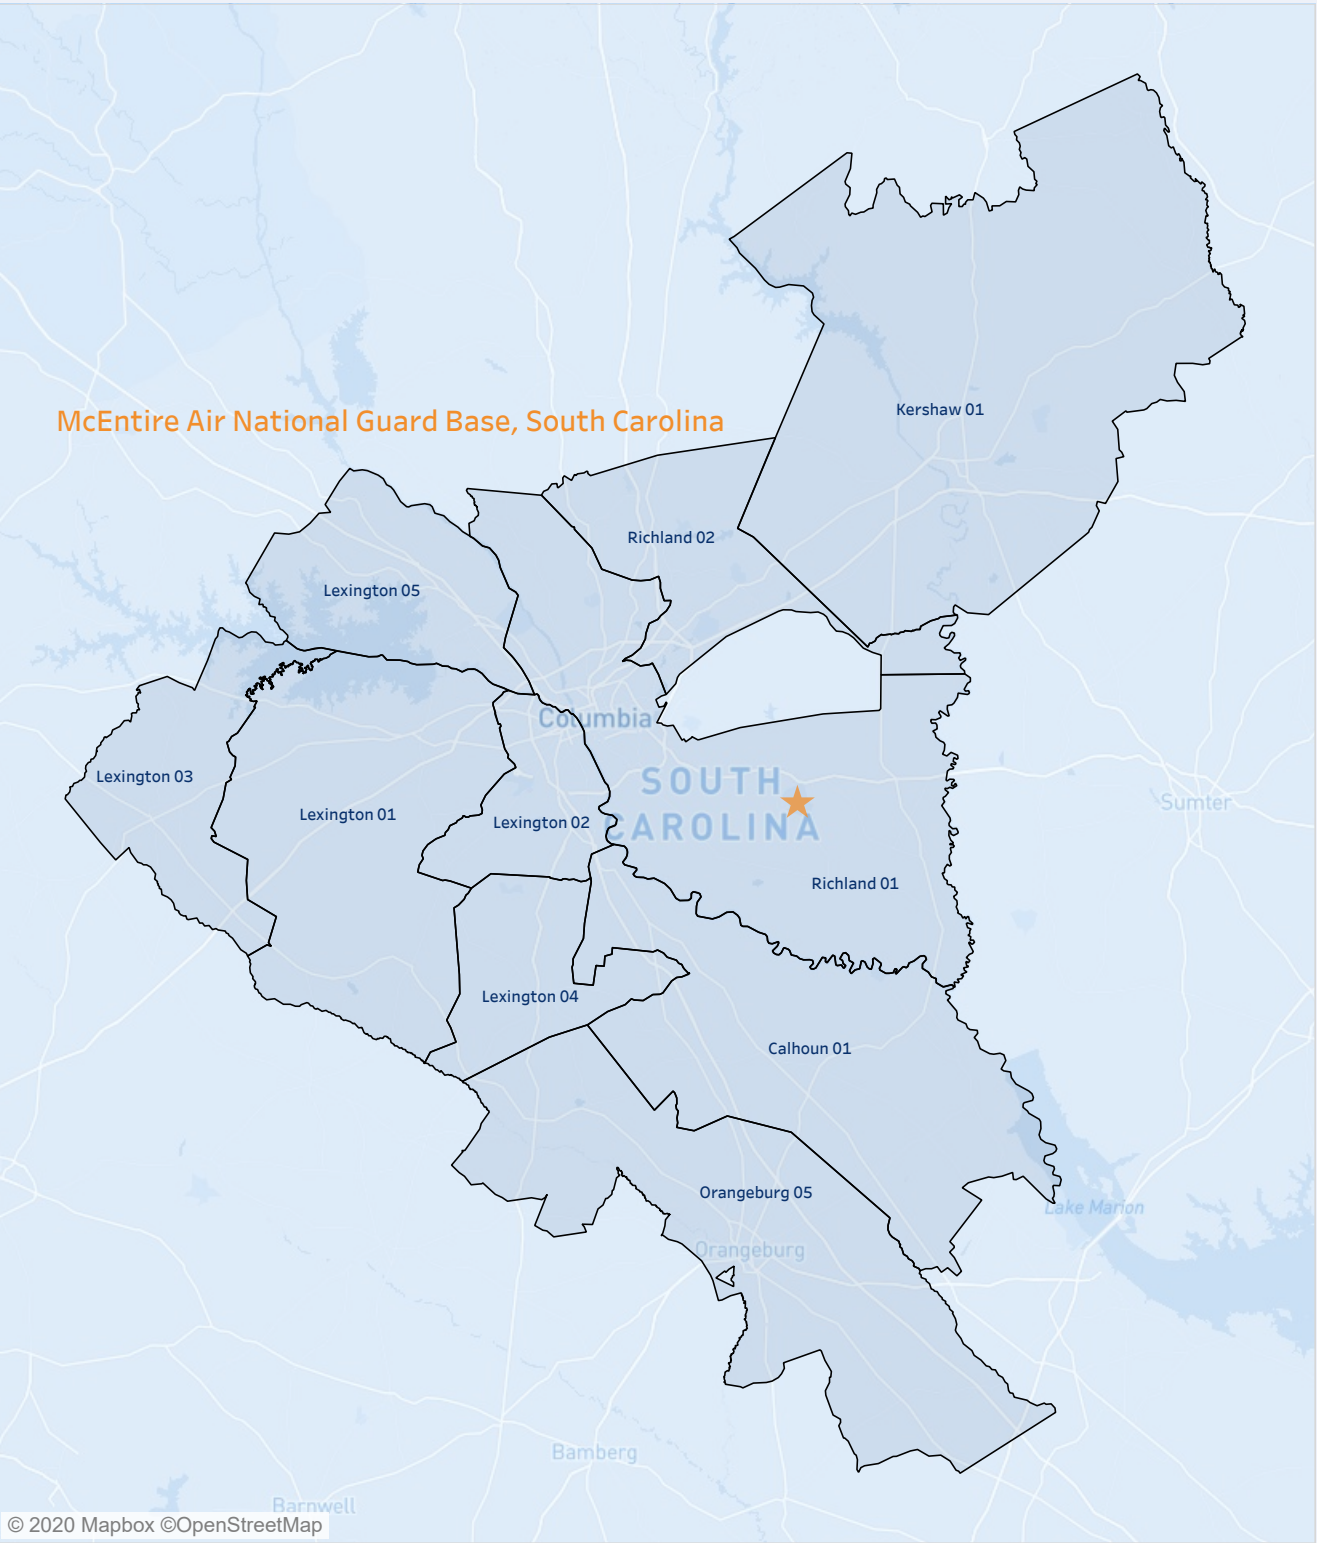 McEntire Air National Guard Base, South Carolina
Kershaw 01
Richland 02
Lexington 05
Columbia
Lexington 03
SOUTH
CAROLINA
Sumter
Lexington 01
Lexington 02
Richland 01
Lexington 04
Calhoun 01
Orangeburg 05
Lake Marion
Orangeburg
Bamberg
Barnwell
© 2020 Mapbox ©OpenStreetMap